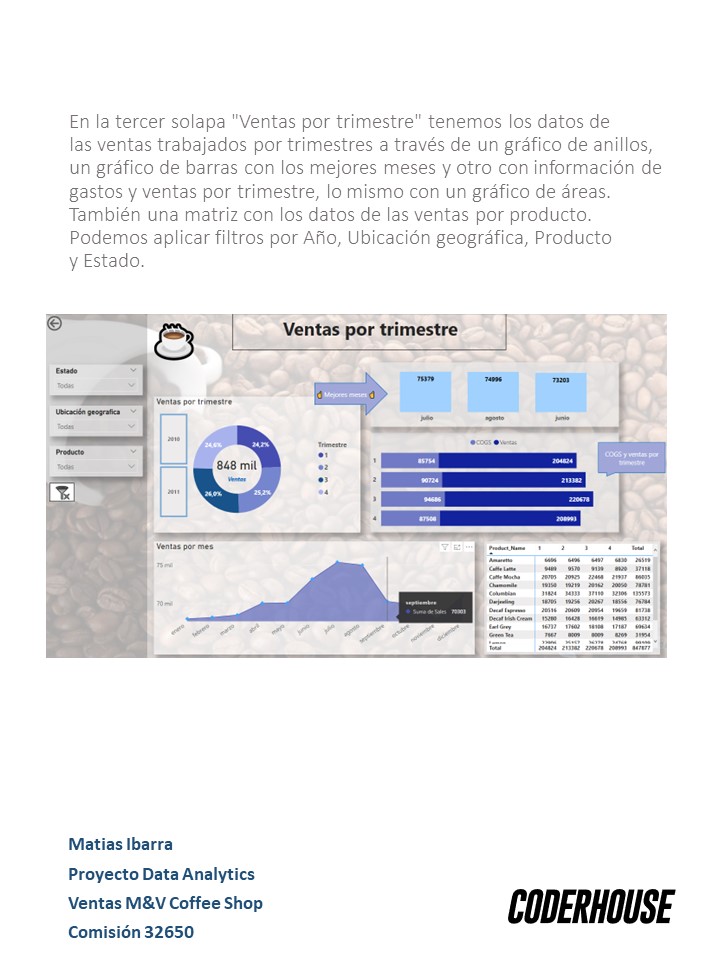 En la tercer solapa "Ventas por trimestre" tenemos los datos de
las ventas trabajados por trimestres a través de un gráfico de anillos,
un gráfico de barras con los mejores meses y otro con información de
gastos y ventas por trimestre, lo mismo con un gráfico de áreas.
También una matriz con los datos de las ventas por producto.
Podemos aplicar filtros por Año, Ubicación geográfica, Producto
y Estado.
Ventas por trimestre
Estado
Todas
Ubicación geografica
Todas
Producto
Todas
Ventas por trimestre
2010
2011
24,6%
24,2%
26,0%
25,2%
848 mil
Ventas
Trimestre
1
2
3
4
Mejores meses
75379
74996
73203
julio
agosto
junio
COGS Ventas
1 85754 204824
2 90724 213382
3 94686 220678
4 87508 208993
COGS y ventas por
trimestre
Ventas por mes
75 mil
70 mil
enero
febrero
marzo
abril
mayo
junio
julio
agosto
septiembre
octubre
noviembre
diciembre
septiembre
Suma de Sales 70303
Product_Name 1 2 3 4 Total
Amaretto 6696 6496 6497 6830 26519
Caffe Latte 9489 9570 9139 8920 37118
Caffe Mocha 20705 20925 22468 21937 86035
Chamomile 19350 19219 20162 20050 78781
Columbian 31824 34333 37110 32306 135573
Darjeeling 18705 19256 20267 18556 76784
Decaf Espresso 20516 20609 20954 19659 81738
Decaf Irish Cream 15280 16428 16619 14985 63312
Earl Grey 16737 17602 18108 17187 69634
Green Tea 7667 8009 8009 8269 31954
Total 204824 213382 220678 208993 847877
Matias Ibarra
Proyecto Data Analytics
Ventas M&V Coffee Shop
Comisión 32650
CODERHOUSE